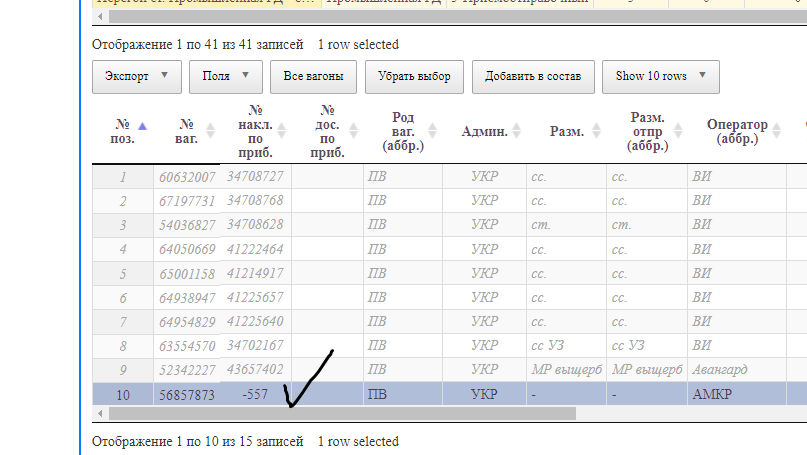 Отображение 1 по 41 из 41 записей 1 row selected
Экспорт Поля Все вагоны Убрать выбор Добавить в состав Show 10 rows
№ поз. № ваг. № накл. по приб. № дос. по приб. Род ваг. (аббр.) Админ. Разм. Разм. отпр (аббр.) Оператор (аббр.)
1 60632007 34708727 ПВ УКР сс. сс. ВИ
2 67197731 34708768 ПВ УКР сс. сс. ВИ
3 54036827 34708628 ПВ УКР ст. ст. ВИ
4 64050669 41222464 ПВ УКР сс. сс. ВИ
5 65001158 41214917 ПВ УКР сс. сс. ВИ
6 64938947 41225657 ПВ УКР сс. сс. ВИ
7 64954829 41225640 ПВ УКР сс. сс. ВИ
8 63554570 34702167 ПВ УКР сс УЗ сс УЗ ВИ
9 52342227 43657402 ПВ УКР МР выщерб МР выщерб Авангард
10 56857873 -557 ПВ УКР - - АМКР
Отображение 1 по 10 из 15 записей 1 row selected